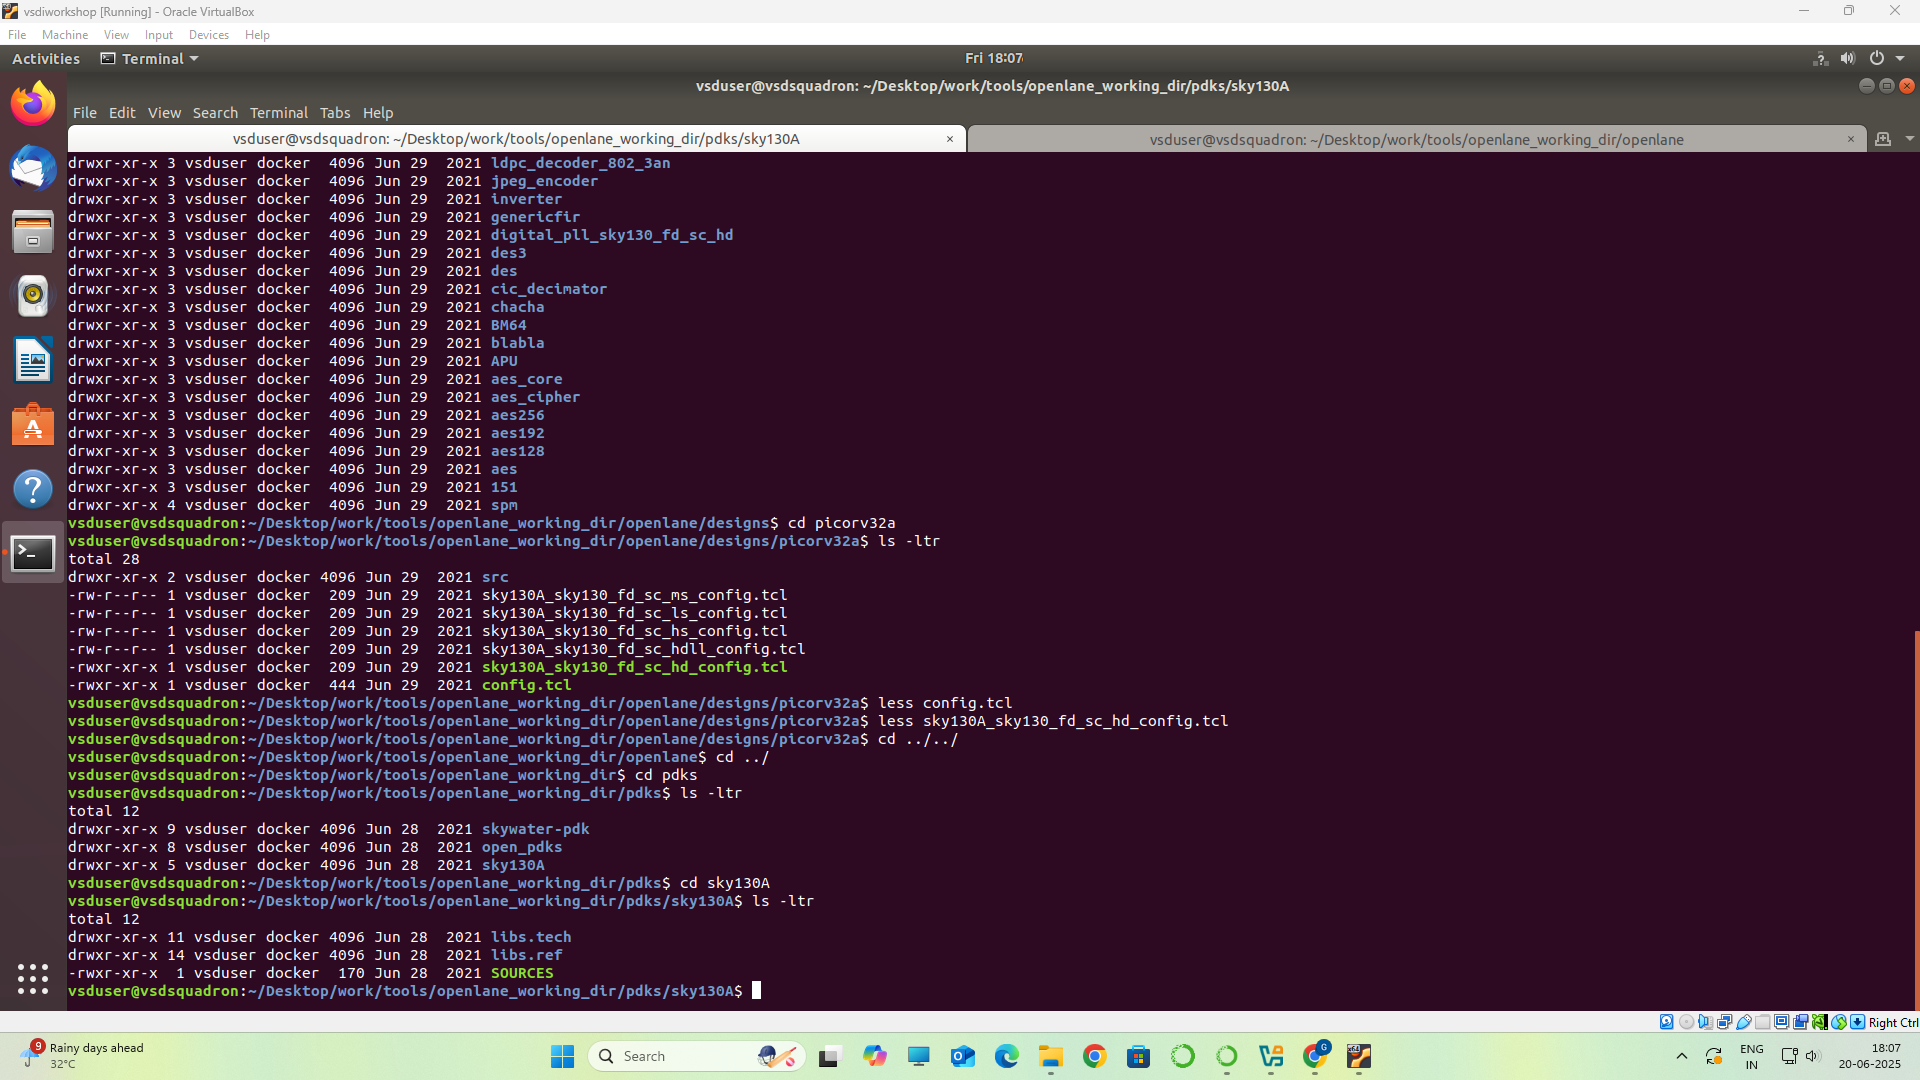 vsdiworkshop [Running] - Oracle VirtualBox
File Machine View Input Devices Help
Activities Terminal Fri 18:07
vsduser@vsdsquadron: ~/Desktop/work/tools/openlane_working_dir/pdks/sky130A
File Edit View Search Terminal Tabs Help
vsduser@vsdsquadron: ~/Desktop/work/tools/openlane_working_dir/pdks/sky130A × vsduser@vsdsquadron: ~/Desktop/work/tools/openlane_working_dir/openlane ×
drwxr-xr-x 3 vsduser docker  4096 Jun 29  2021 ldpc_decoder_802_3an
drwxr-xr-x 3 vsduser docker  4096 Jun 29  2021 jpeg_encoder
drwxr-xr-x 3 vsduser docker  4096 Jun 29  2021 inverter
drwxr-xr-x 3 vsduser docker  4096 Jun 29  2021 genericfir
drwxr-xr-x 3 vsduser docker  4096 Jun 29  2021 digital_pll_sky130_fd_sc_hd
drwxr-xr-x 3 vsduser docker  4096 Jun 29  2021 des3
drwxr-xr-x 3 vsduser docker  4096 Jun 29  2021 des
drwxr-xr-x 3 vsduser docker  4096 Jun 29  2021 cic_decimator
drwxr-xr-x 3 vsduser docker  4096 Jun 29  2021 chacha
drwxr-xr-x 3 vsduser docker  4096 Jun 29  2021 BM64
drwxr-xr-x 3 vsduser docker  4096 Jun 29  2021 blabla
drwxr-xr-x 3 vsduser docker  4096 Jun 29  2021 APU
drwxr-xr-x 3 vsduser docker  4096 Jun 29  2021 aes_core
drwxr-xr-x 3 vsduser docker  4096 Jun 29  2021 aes_cipher
drwxr-xr-x 3 vsduser docker  4096 Jun 29  2021 aes256
drwxr-xr-x 3 vsduser docker  4096 Jun 29  2021 aes192
drwxr-xr-x 3 vsduser docker  4096 Jun 29  2021 aes128
drwxr-xr-x 3 vsduser docker  4096 Jun 29  2021 aes
drwxr-xr-x 3 vsduser docker  4096 Jun 29  2021 151
drwxr-xr-x 4 vsduser docker  4096 Jun 29  2021 spm
vsduser@vsdsquadron:~/Desktop/work/tools/openlane_working_dir/openlane/designs$ cd picorv32a
vsduser@vsdsquadron:~/Desktop/work/tools/openlane_working_dir/openlane/designs/picorv32a$ ls -ltr
total 28
drwxr-xr-x 2 vsduser docker 4096 Jun 29  2021 src
-rw-r--r-- 1 vsduser docker  209 Jun 29  2021 sky130A_sky130_fd_sc_ms_config.tcl
-rw-r--r-- 1 vsduser docker  209 Jun 29  2021 sky130A_sky130_fd_sc_ls_config.tcl
-rw-r--r-- 1 vsduser docker  209 Jun 29  2021 sky130A_sky130_fd_sc_hs_config.tcl
-rw-r--r-- 1 vsduser docker  209 Jun 29  2021 sky130A_sky130_fd_sc_hdll_config.tcl
-rwxr-xr-x 1 vsduser docker  209 Jun 29  2021 sky130A_sky130_fd_sc_hd_config.tcl
-rwxr-xr-x 1 vsduser docker  444 Jun 29  2021 config.tcl
vsduser@vsdsquadron:~/Desktop/work/tools/openlane_working_dir/openlane/designs/picorv32a$ less config.tcl
vsduser@vsdsquadron:~/Desktop/work/tools/openlane_working_dir/openlane/designs/picorv32a$ less sky130A_sky130_fd_sc_hd_config.tcl
vsduser@vsdsquadron:~/Desktop/work/tools/openlane_working_dir/openlane/designs/picorv32a$ cd ../../
vsduser@vsdsquadron:~/Desktop/work/tools/openlane_working_dir/openlane$ cd ../
vsduser@vsdsquadron:~/Desktop/work/tools/openlane_working_dir$ cd pdks
vsduser@vsdsquadron:~/Desktop/work/tools/openlane_working_dir/pdks$ ls -ltr
total 12
drwxr-xr-x 9 vsduser docker 4096 Jun 28  2021 skywater-pdk
drwxr-xr-x 8 vsduser docker 4096 Jun 28  2021 open_pdks
drwxr-xr-x 5 vsduser docker 4096 Jun 28  2021 sky130A
vsduser@vsdsquadron:~/Desktop/work/tools/openlane_working_dir/pdks$ cd sky130A
vsduser@vsdsquadron:~/Desktop/work/tools/openlane_working_dir/pdks/sky130A$ ls -ltr
total 12
drwxr-xr-x 11 vsduser docker 4096 Jun 28  2021 libs.tech
drwxr-xr-x 14 vsduser docker 4096 Jun 28  2021 libs.ref
-rwxr-xr-x  1 vsduser docker  170 Jun 28  2021 SOURCES
vsduser@vsdsquadron:~/Desktop/work/tools/openlane_working_dir/pdks/sky130A$
Right Ctrl
9 Rainy days ahead
32°C
Search
ENG
IN
18:07
20-06-2025